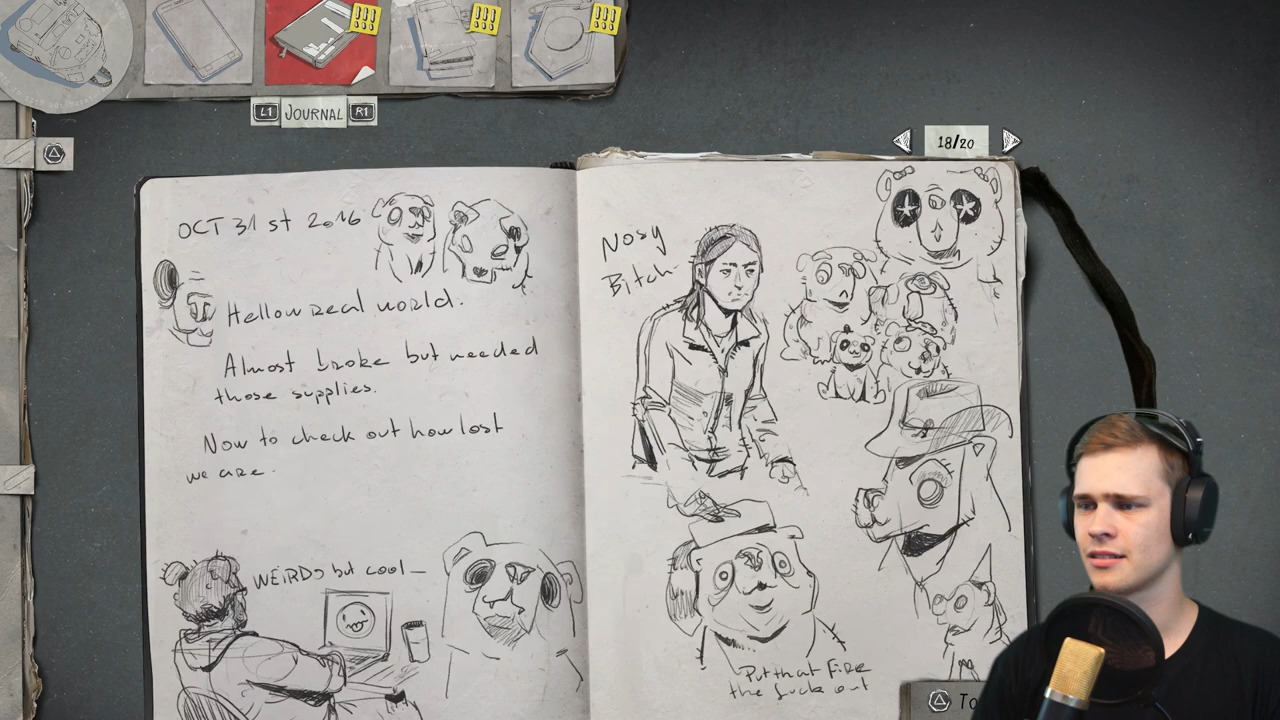 L1 JOURNAL R1
18/20
OCT 31 st 2016
Hellow real world.
Almost broke but needed
those supplies.
Now to check out how lost
we are.
WEIRDs but cool—
Nosy
Bitch
Put that fire
the fuck out